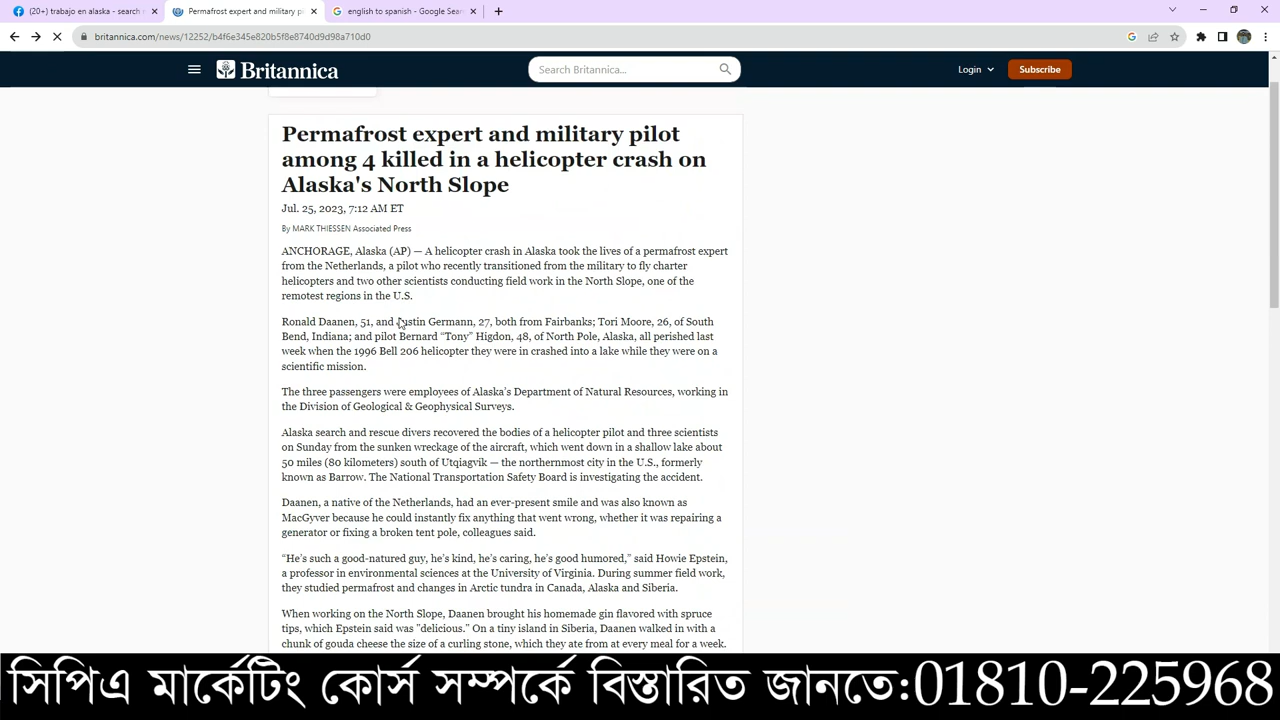 (20+) trabajo en alaska - search r
Permafrost expert and military pil
english to spanish - Google Sear
britannica.com/news/12252/b4f6e345e820b5f8e8740d9d98a710d0
Britannica
Search Britannica...
Login
Subscribe
Permafrost expert and military pilot
among 4 killed in a helicopter crash on
Alaska's North Slope
Jul. 25, 2023, 7:12 AM ET
By MARK THIESSEN Associated Press
ANCHORAGE, Alaska (AP) — A helicopter crash in Alaska took the lives of a permafrost expert
from the Netherlands, a pilot who recently transitioned from the military to fly charter
helicopters and two other scientists conducting field work in the North Slope, one of the
remotest regions in the U.S.
Ronald Daanen, 51, and Justin Germann, 27, both from Fairbanks; Tori Moore, 26, of South
Bend, Indiana; and pilot Bernard “Tony” Higdon, 48, of North Pole, Alaska, all perished last
week when the 1996 Bell 206 helicopter they were in crashed into a lake while they were on a
scientific mission.
The three passengers were employees of Alaska’s Department of Natural Resources, working in
the Division of Geological & Geophysical Surveys.
Alaska search and rescue divers recovered the bodies of a helicopter pilot and three scientists
on Sunday from the sunken wreckage of the aircraft, which went down in a shallow lake about
50 miles (80 kilometers) south of Utqiagvik — the northernmost city in the U.S., formerly
known as Barrow. The National Transportation Safety Board is investigating the accident.
Daanen, a native of the Netherlands, had an ever-present smile and was also known as
MacGyver because he could instantly fix anything that went wrong, whether it was repairing a
generator or fixing a broken tent pole, colleagues said.
“He’s such a good-natured guy, he’s kind, he’s caring, he’s good humored,” said Howie Epstein,
a professor in environmental sciences at the University of Virginia. During summer field work,
they studied permafrost and changes in Arctic tundra in Canada, Alaska and Siberia.
When working on the North Slope, Daanen brought his homemade gin flavored with spruce
tips, which Epstein said was "delicious." On a tiny island in Siberia, Daanen walked in with a
chunk of gouda cheese the size of a curling stone, which they ate from at every meal for a week.
সিপিএ মার্কেটিং কোর্স সম্পর্কে বিস্তারিত জানতেঃ01810-225968